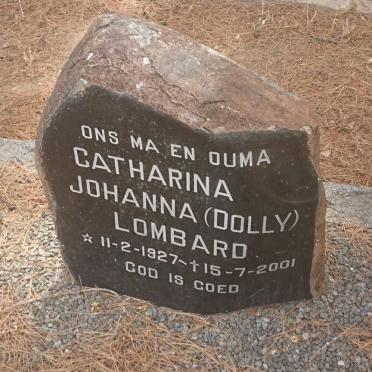 ONS MA EN OUMA
CATHARINA
JOHANNA (DOLLY)
LOMBARD
* 11-2-1927 ~ †15-7-2001
GOD IS GOED